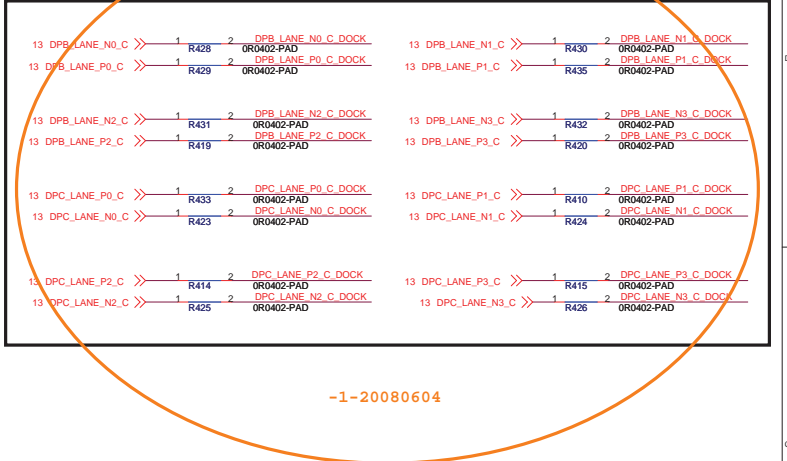 13 DPB_LANE_N0_C 1 R428 2 DPB_LANE_N0_C_DOCK 0R0402-PAD
13 DPB_LANE_P0_C 1 R429 2 DPB_LANE_P0_C_DOCK 0R0402-PAD
13 DPB_LANE_N1_C 1 R430 2 DPB_LANE_N1_C_DOCK 0R0402-PAD
13 DPB_LANE_P1_C 1 R435 2 DPB_LANE_P1_C_DOCK 0R0402-PAD
13 DPB_LANE_N2_C 1 R431 2 DPB_LANE_N2_C_DOCK 0R0402-PAD
13 DPB_LANE_P2_C 1 R419 2 DPB_LANE_P2_C_DOCK 0R0402-PAD
13 DPB_LANE_N3_C 1 R432 2 DPB_LANE_N3_C_DOCK 0R0402-PAD
13 DPB_LANE_P3_C 1 R420 2 DPB_LANE_P3_C_DOCK 0R0402-PAD
13 DPC_LANE_P0_C 1 R433 2 DPC_LANE_P0_C_DOCK 0R0402-PAD
13 DPC_LANE_N0_C 1 R423 2 DPC_LANE_N0_C_DOCK 0R0402-PAD
13 DPC_LANE_P1_C 1 R410 2 DPC_LANE_P1_C_DOCK 0R0402-PAD
13 DPC_LANE_N1_C 1 R424 2 DPC_LANE_N1_C_DOCK 0R0402-PAD
13 DPC_LANE_P2_C 1 R414 2 DPC_LANE_P2_C_DOCK 0R0402-PAD
13 DPC_LANE_N2_C 1 R425 2 DPC_LANE_N2_C_DOCK 0R0402-PAD
13 DPC_LANE_P3_C 1 R415 2 DPC_LANE_P3_C_DOCK 0R0402-PAD
13 DPC_LANE_N3_C 1 R426 2 DPC_LANE_N3_C_DOCK 0R0402-PAD
-1-20080604